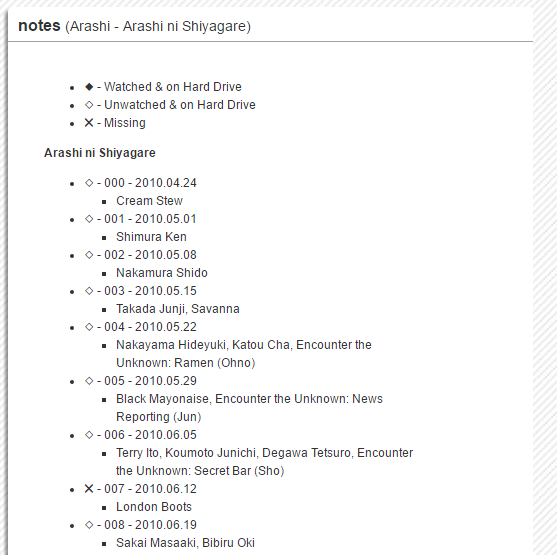 notes (Arashi - Arashi ni Shiyagare)
◆ - Watched & on Hard Drive
◇ - Unwatched & on Hard Drive
✕ - Missing
Arashi ni Shiyagare
◇ - 000 - 2010.04.24
Cream Stew
◇ - 001 - 2010.05.01
Shimura Ken
◇ - 002 - 2010.05.08
Nakamura Shido
◇ - 003 - 2010.05.15
Takada Junji, Savanna
◇ - 004 - 2010.05.22
Nakayama Hideyuki, Katou Cha, Encounter the
Unknown: Ramen (Ohno)
◇ - 005 - 2010.05.29
Black Mayonaise, Encounter the Unknown: News
Reporting (Jun)
◇ - 006 - 2010.06.05
Terry Ito, Koumoto Junichi, Degawa Tetsuro, Encounter
the Unknown: Secret Bar (Sho)
✕ - 007 - 2010.06.12
London Boots
◇ - 008 - 2010.06.19
Sakai Masaaki, Bibiru Oki